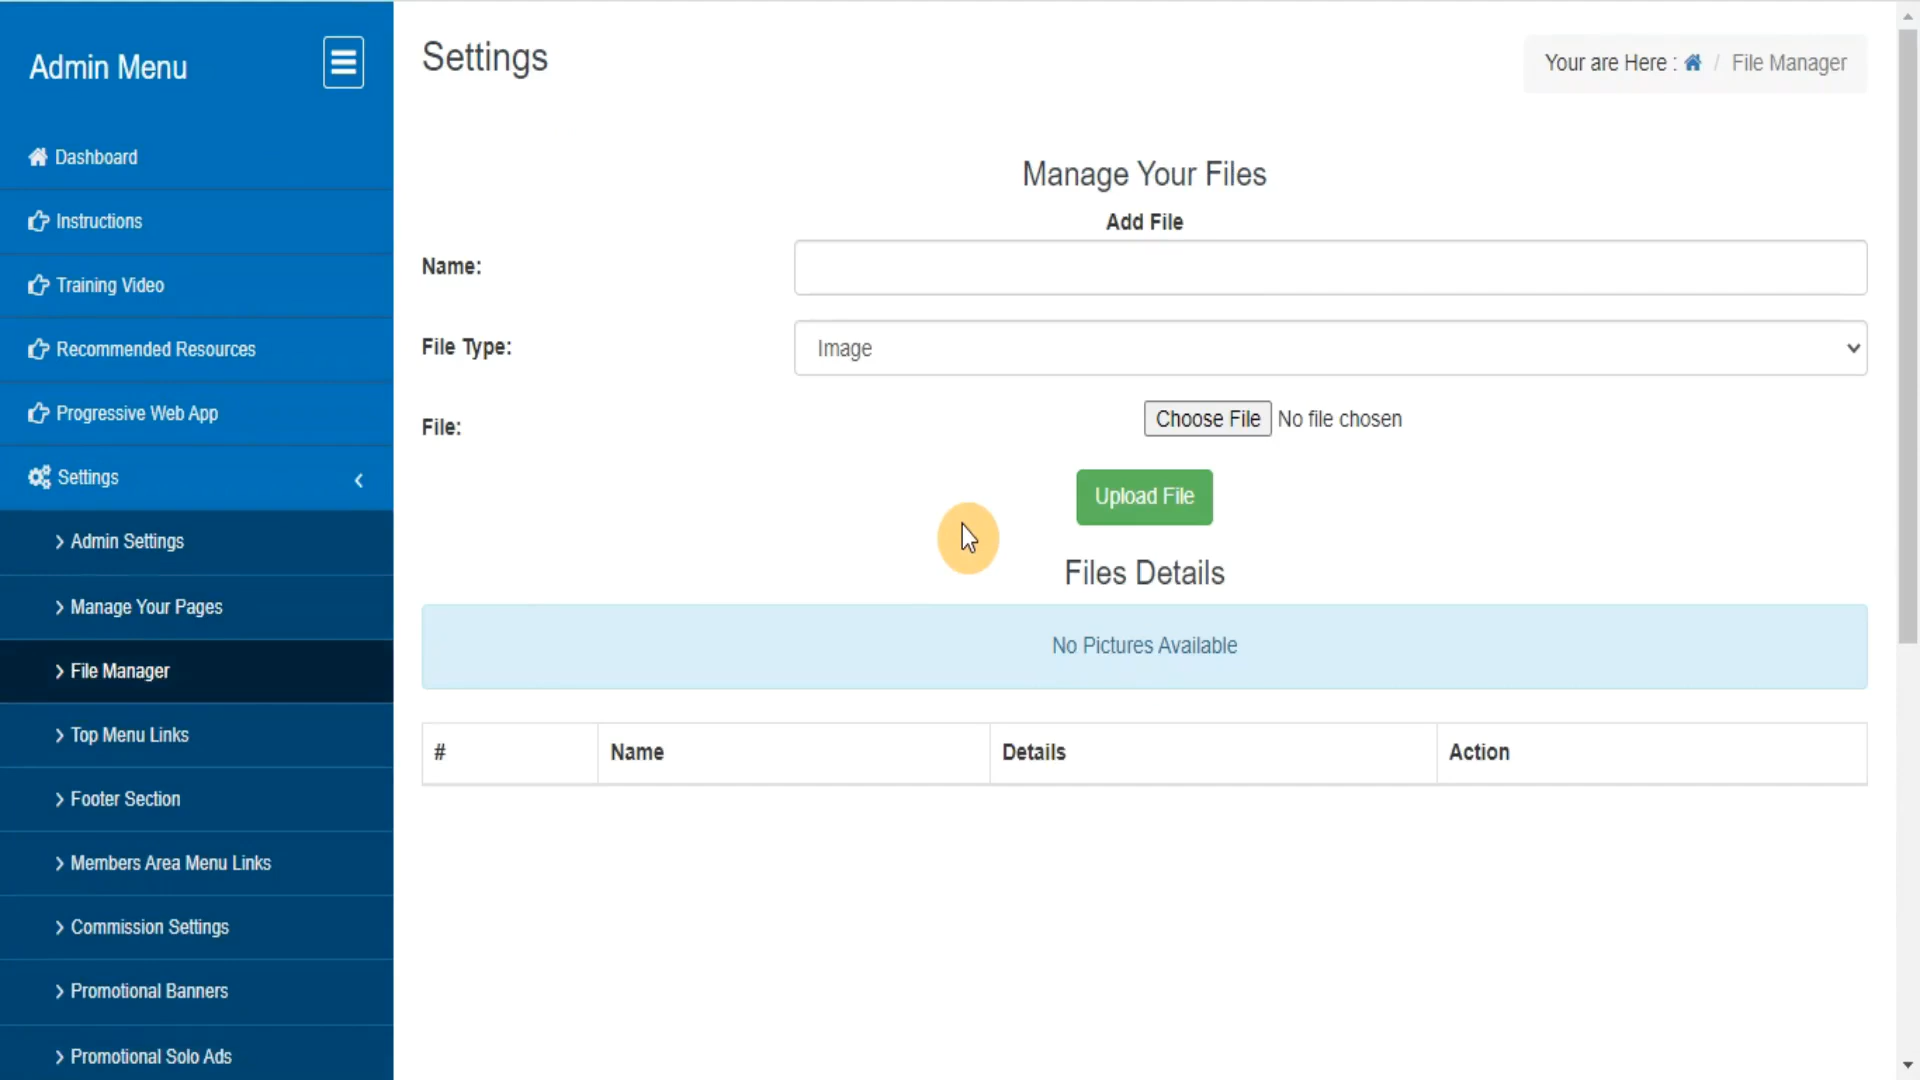 Admin Menu
Dashboard
Instructions
Training Video
Recommended Resources
Progressive Web App
Settings
Admin Settings
Manage Your Pages
File Manager
Top Menu Links
Footer Section
Members Area Menu Links
Commission Settings
Promotional Banners
Promotional Solo Ads
Settings
You are Here : / File Manager
Manage Your Files
Add File
Name:
File Type: Image
File: Choose File No file chosen
Upload File
Files Details
No Pictures Available
# Name Details Action